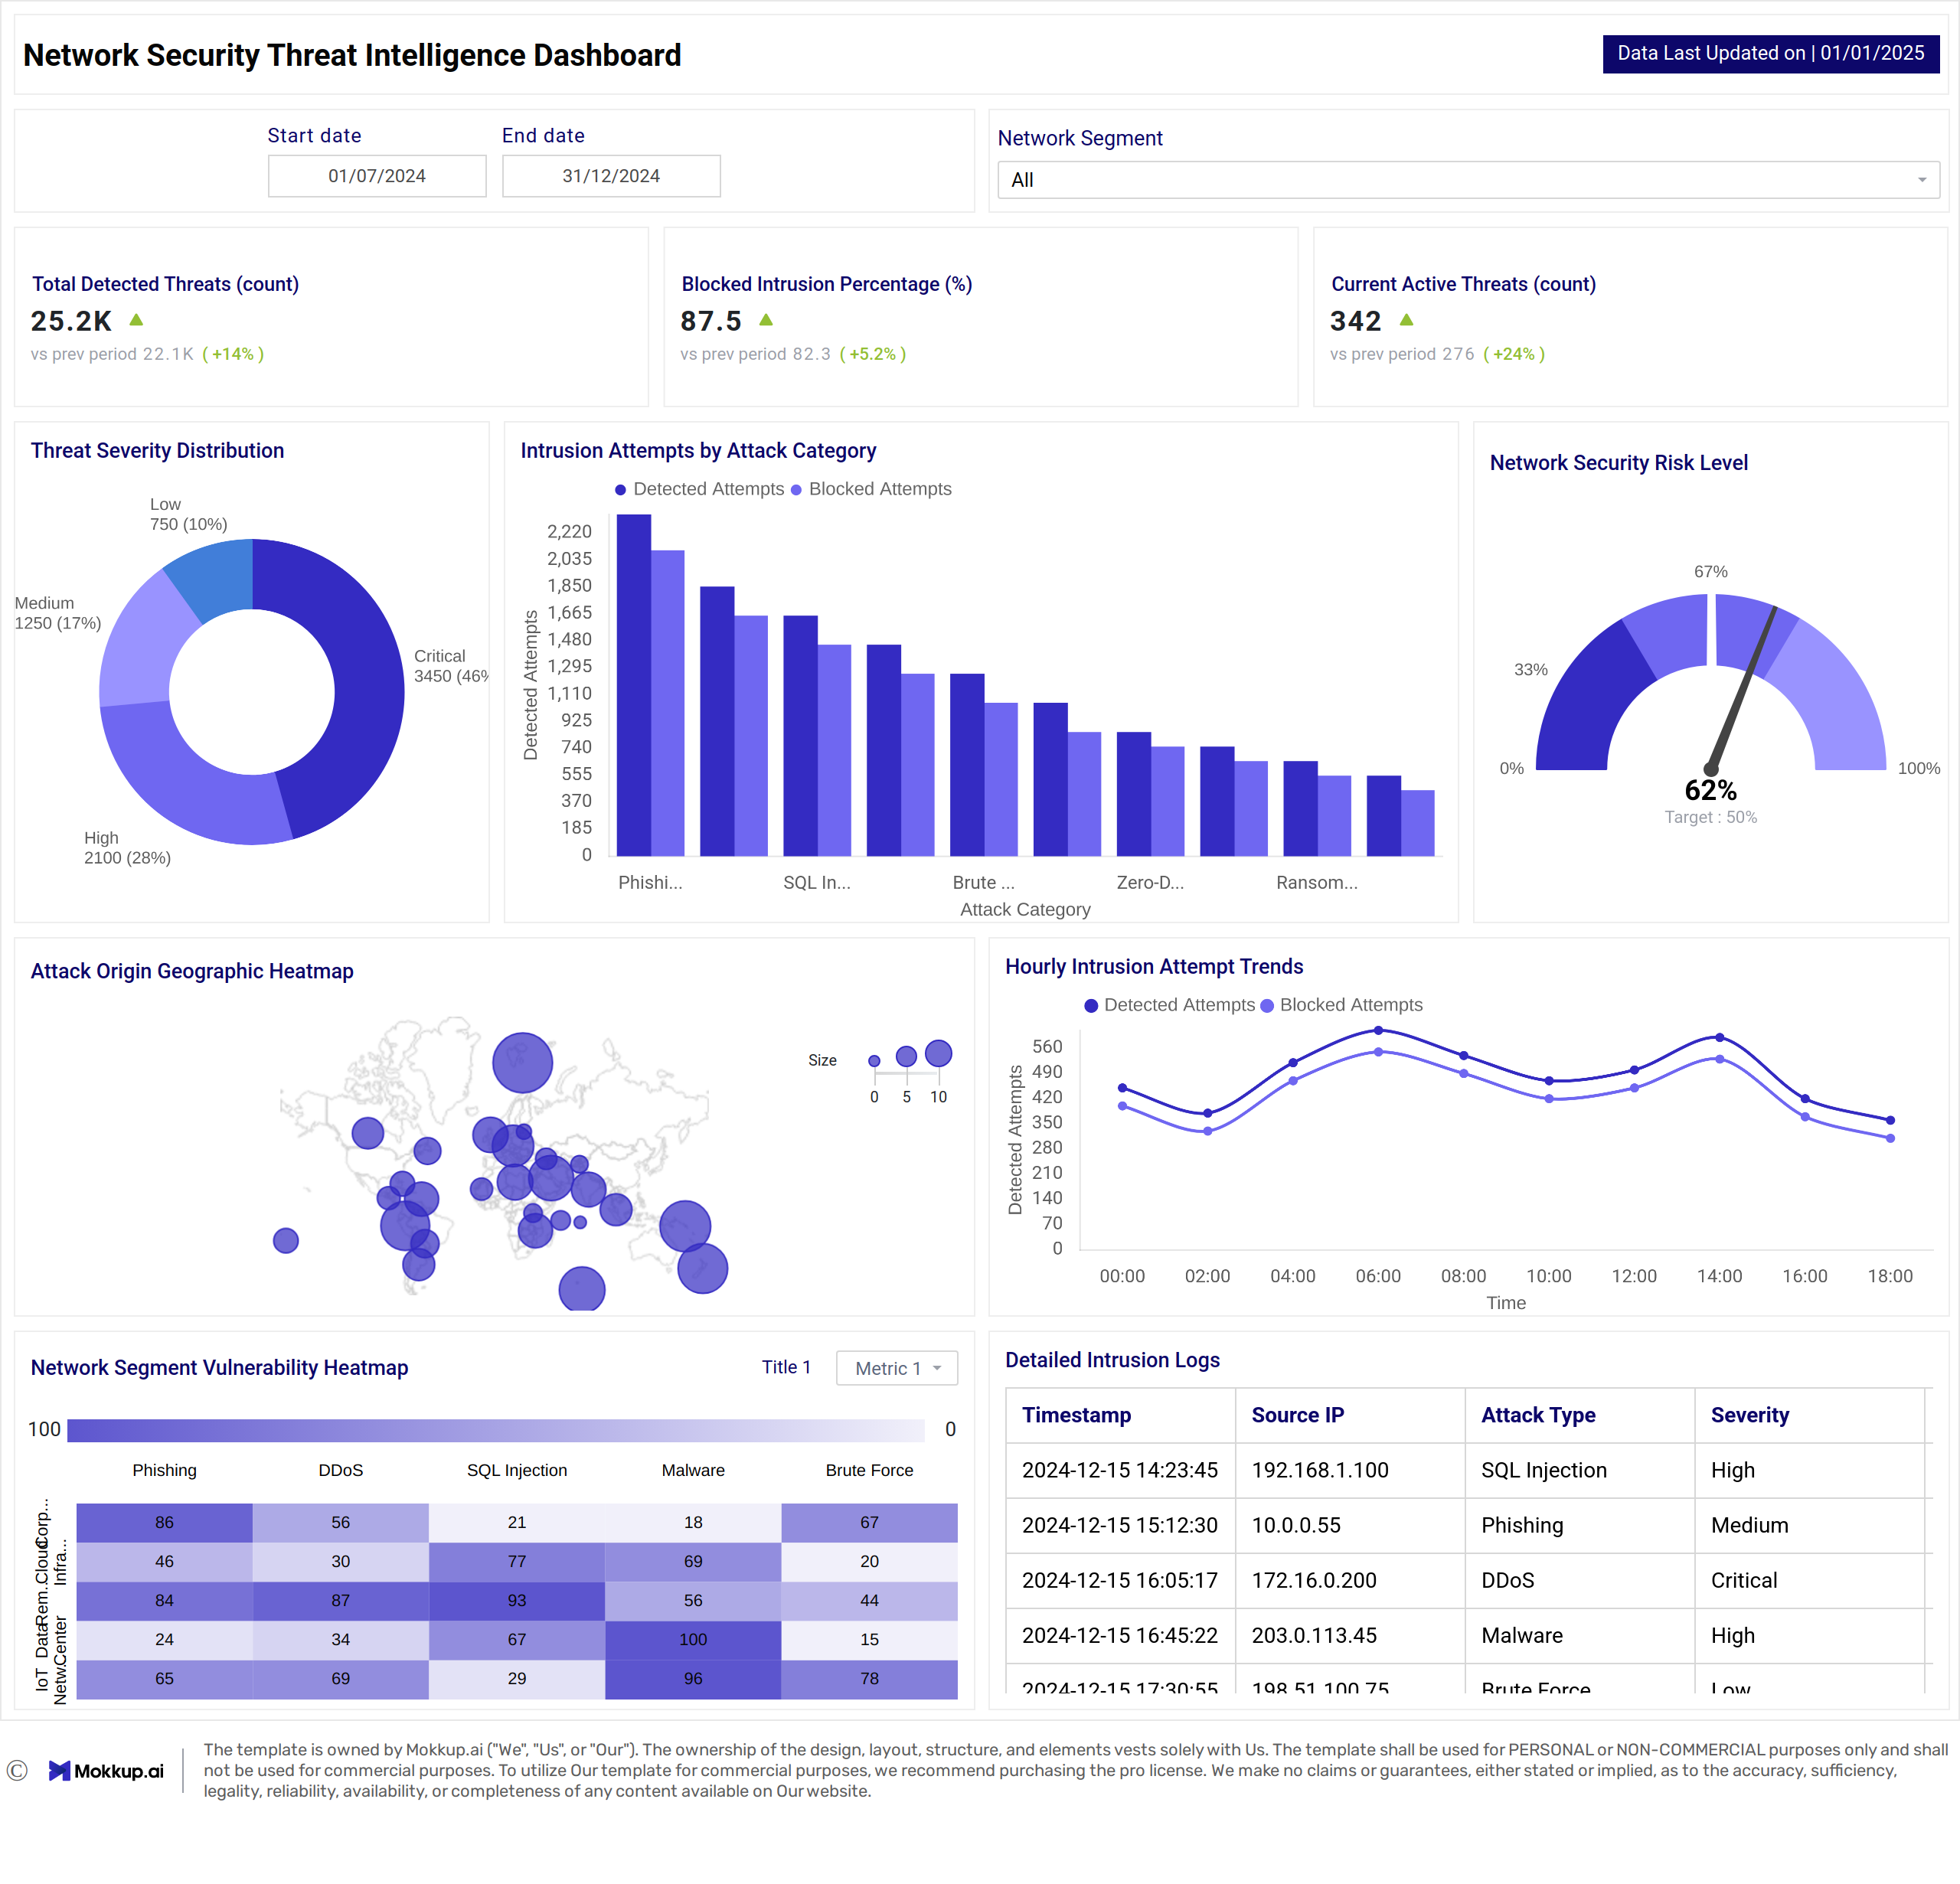 Network Security Threat Intelligence Dashboard
Data Last Updated on | 01/01/2025
Start date
End date
01/07/2024
31/12/2024
Network Segment
All
Total Detected Threats (count)
25.2K
vs prev period 22.1K ( +14% )
Blocked Intrusion Percentage (%)
87.5
vs prev period 82.3 ( +5.2% )
Current Active Threats (count)
342
vs prev period 276 ( +24% )
Threat Severity Distribution
Low
750 (10%)
Medium
1250 (17%)
Critical
3450 (46%
High
2100 (28%)
Intrusion Attempts by Attack Category
Detected Attempts
Blocked Attempts
Detected Attempts
2,220
2,035
1,850
1,665
1,480
1,295
1,110
925
740
555
370
185
0
Phishi...
SQL In...
Brute ...
Zero-D...
Ransom...
Attack Category
Network Security Risk Level
67%
33%
0%
100%
62%
Target : 50%
Attack Origin Geographic Heatmap
Size
0 5 10
Hourly Intrusion Attempt Trends
Detected Attempts
Blocked Attempts
Detected Attempts
560
490
420
350
280
210
140
70
0
00:00 02:00 04:00 06:00 08:00 10:00 12:00 14:00 16:00 18:00
Time
Network Segment Vulnerability Heatmap
Title 1
Metric 1
100
0
Phishing DDoS SQL Injection Malware Brute Force
Corp...
86 56 21 18 67
Cloud
Infra...
46 30 77 69 20
Rem...
84 87 93 56 44
Data
Center
24 34 67 100 15
IoT
Netw...
65 69 29 96 78
Detailed Intrusion Logs
Timestamp Source IP Attack Type Severity
2024-12-15 14:23:45 192.168.1.100 SQL Injection High
2024-12-15 15:12:30 10.0.0.55 Phishing Medium
2024-12-15 16:05:17 172.16.0.200 DDoS Critical
2024-12-15 16:45:22 203.0.113.45 Malware High
2024-12-15 17:30:55 198.51.100.75 Brute Force Low
© Mokkup.ai
The template is owned by Mokkup.ai ("We", "Us", or "Our"). The ownership of the design, layout, structure, and elements vests solely with Us. The template shall be used for PERSONAL or NON-COMMERCIAL purposes only and shall
not be used for commercial purposes. To utilize Our template for commercial purposes, we recommend purchasing the pro license. We make no claims or guarantees, either stated or implied, as to the accuracy, sufficiency,
legality, reliability, availability, or completeness of any content available on Our website.